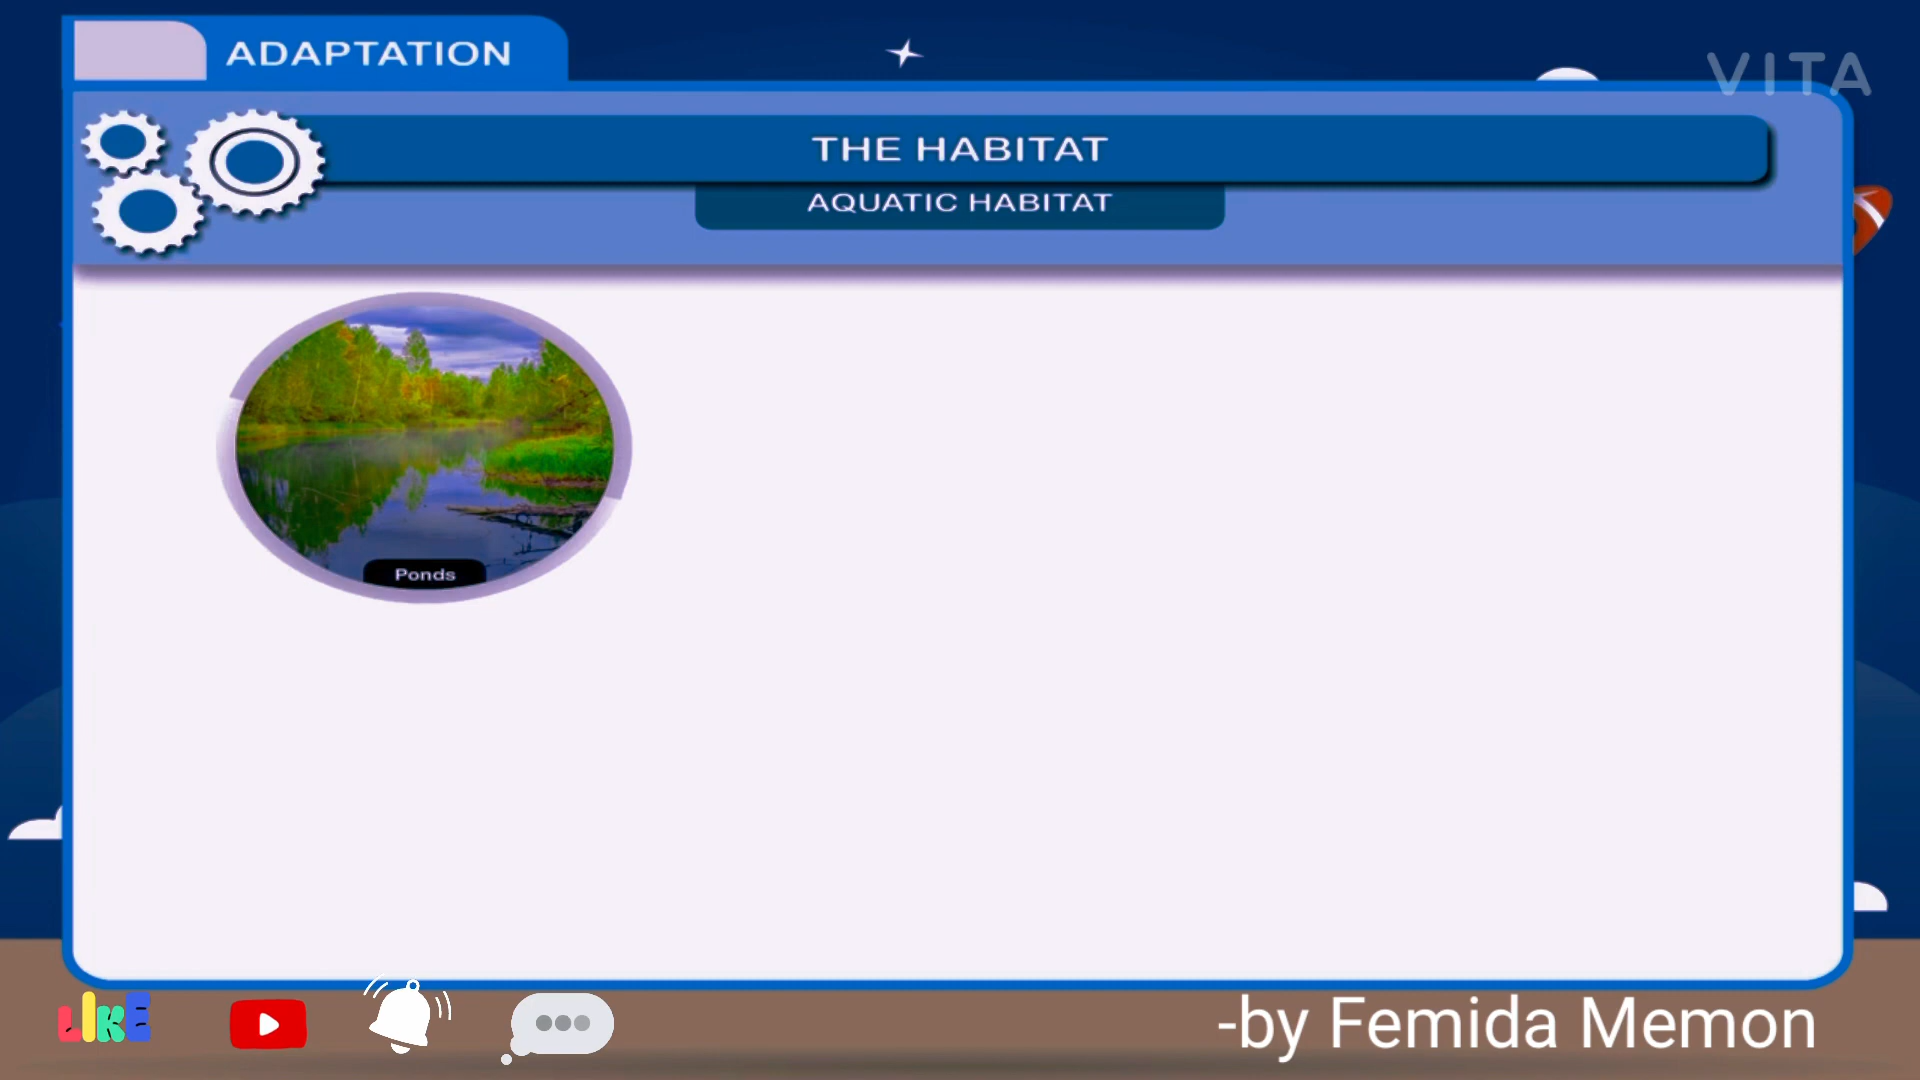 ADAPTATION
VITA
THE HABITAT
AQUATIC HABITAT
Ponds
LIKE
-by Femida Memon